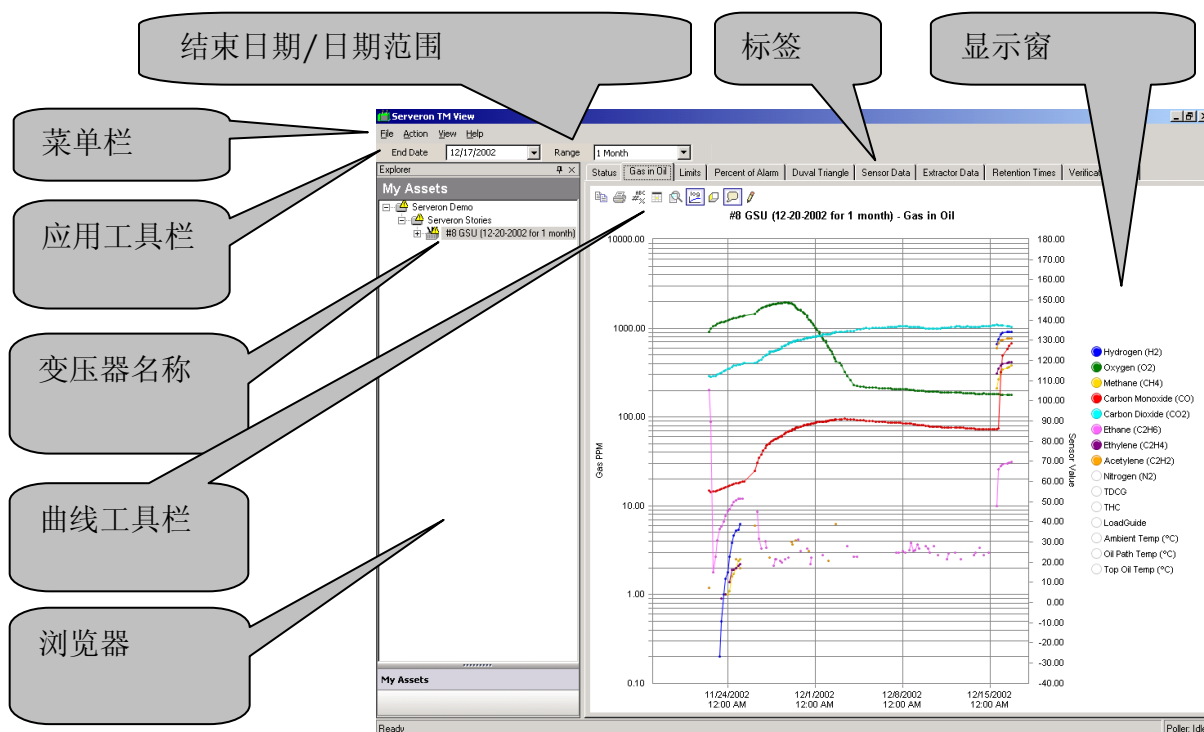 结束日期/日期范围
标签
显示窗
菜单栏
应用工具栏
变压器名称
曲线工具栏
浏览器
Serveron TM View
File Action View Help
End Date 12/17/2002 Range 1 Month
Explorer
My Assets
Serveron Demo
Serveron Stories
#8 GSU (12-20-2002 for 1 month)
My Assets
Status Gas in Oil Limits Percent of Alarm Duval Triangle Sensor Data Extractor Data Retention Times
#8 GSU (12-20-2002 for 1 month) - Gas in Oil
Gas PPM
10000.00
1000.00
100.00
10.00
1.00
0.10
180.00
170.00
160.00
150.00
140.00
130.00
120.00
110.00
100.00
90.00
80.00
70.00
60.00
50.00
40.00
30.00
20.00
10.00
0.00
-10.00
-20.00
-30.00
-40.00
Sensor Value
11/24/2002
12:00 AM
12/1/2002
12:00 AM
12/8/2002
12:00 AM
12/15/2002
12:00 AM
Hydrogen (H2)
Oxygen (O2)
Methane (CH4)
Carbon Monoxide (CO)
Carbon Dioxide (CO2)
Ethane (C2H6)
Ethylene (C2H4)
Acetylene (C2H2)
Nitrogen (N2)
TDCG
THC
LoadGuide
Ambient Temp (°C)
Oil Path Temp (°C)
Top Oil Temp (°C)
Ready
Poller: Idle